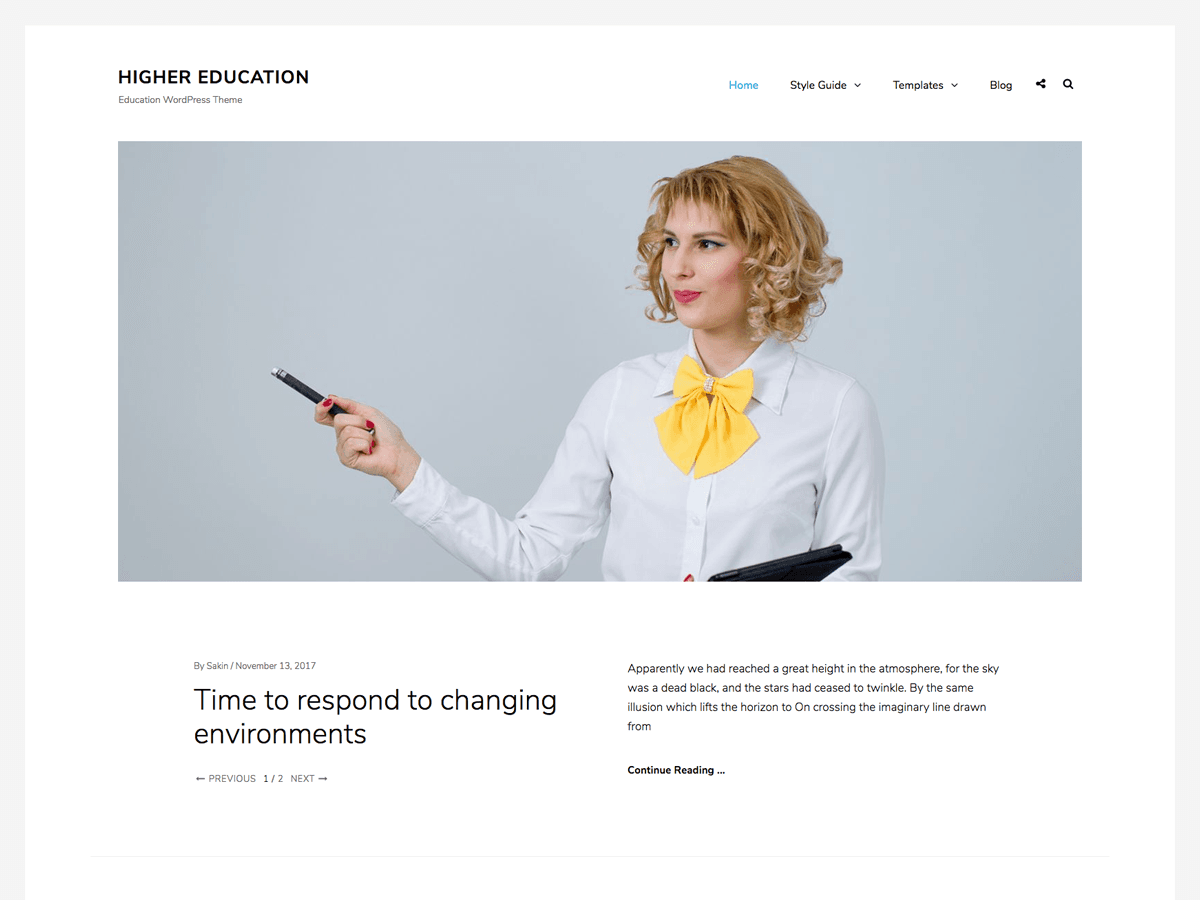 HIGHER EDUCATION
Education WordPress Theme
Home Style Guide Templates Blog
By Sakin / November 13, 2017
Time to respond to changing
environments
← PREVIOUS 1 / 2 NEXT →
Apparently we had reached a great height in the atmosphere, for the sky
was a dead black, and the stars had ceased to twinkle. By the same
illusion which lifts the horizon to On crossing the imaginary line drawn
from
Continue Reading ...